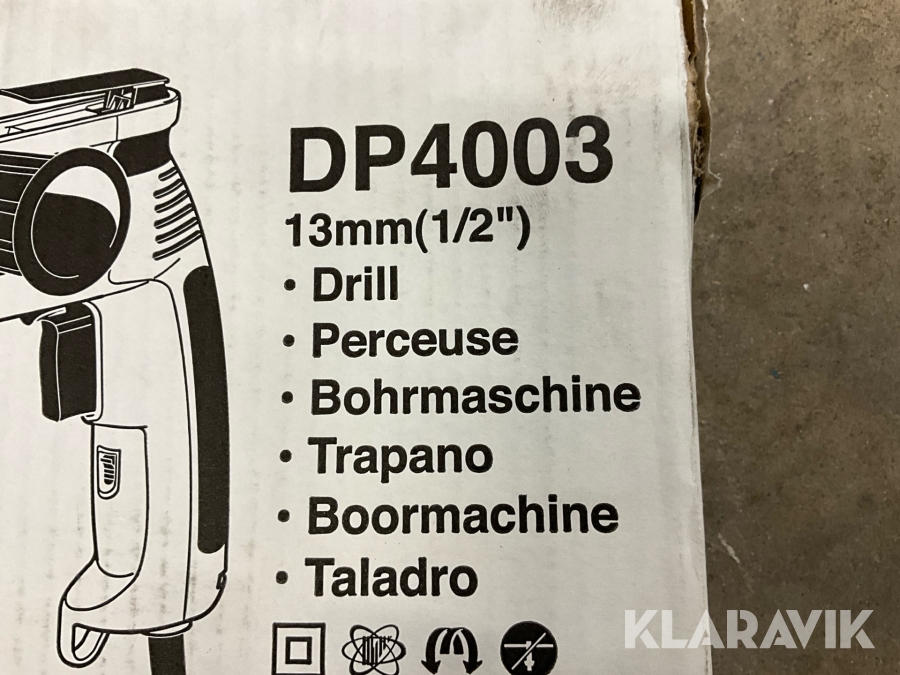 DP4003
13mm(1/2")
• Drill
• Perceuse
• Bohrmaschine
• Trapano
• Boormachine
• Taladro
KLARAVIK